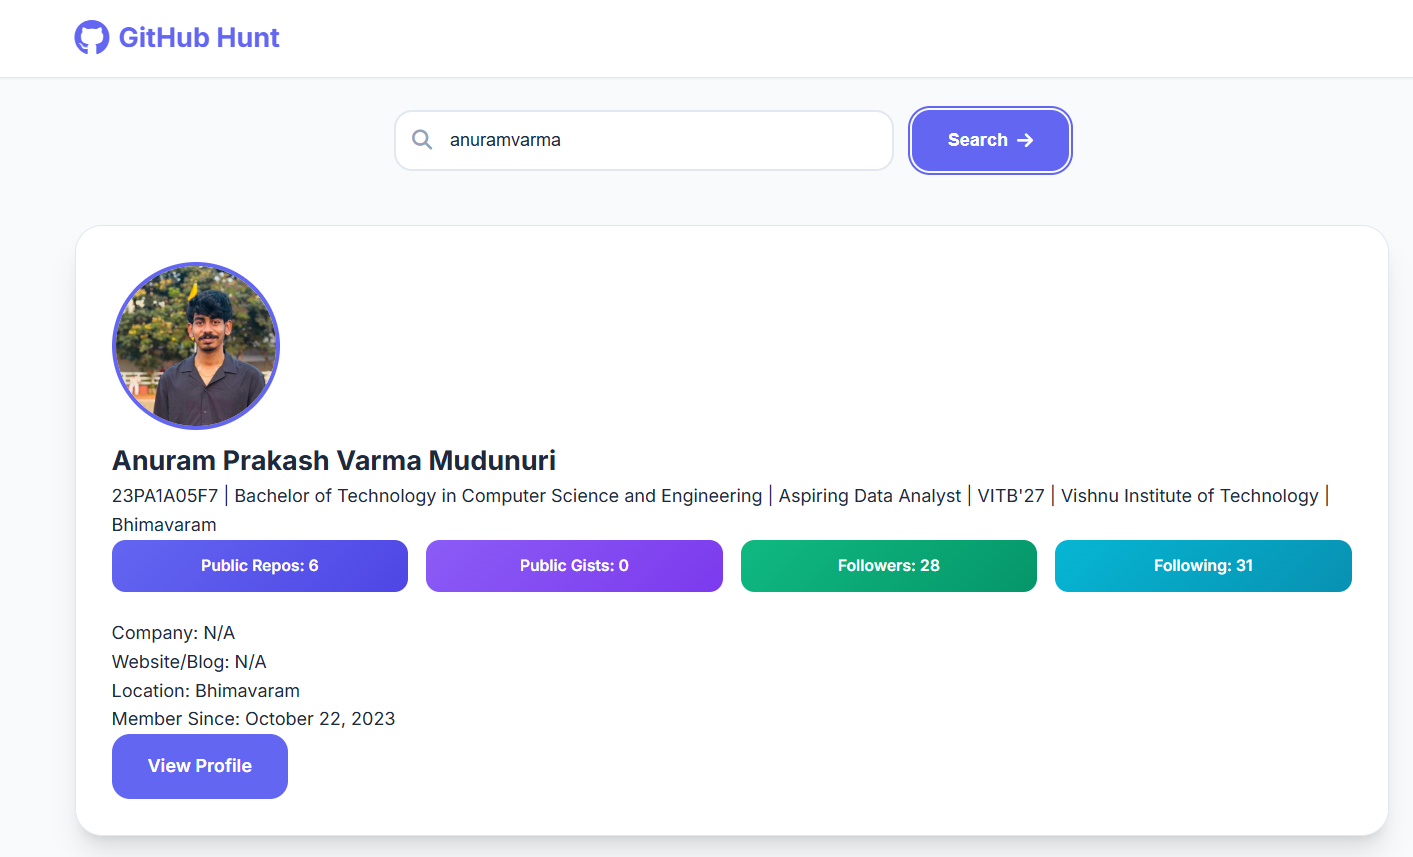 GitHub Hunt
anuramvarma
Search
Anuram Prakash Varma Mudunuri
23PA1A05F7 | Bachelor of Technology in Computer Science and Engineering | Aspiring Data Analyst | VITB'27 | Vishnu Institute of Technology |
Bhimavaram
Public Repos: 6
Public Gists: 0
Followers: 28
Following: 31
Company: N/A
Website/Blog: N/A
Location: Bhimavaram
Member Since: October 22, 2023
View Profile